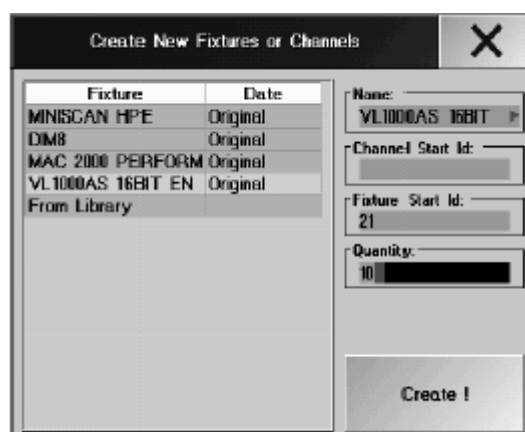 Create New Fixtures or Channels
Fixture Date
MINISCAN HPE Original
DIM8 Original
MAC 2000 PERFORM Original
VL1000AS 16BIT EN Original
From Library
Name:
VL1000AS 16BIT
Channel Start Id:
Fixture Start Id:
21
Quantity:
10
Create !